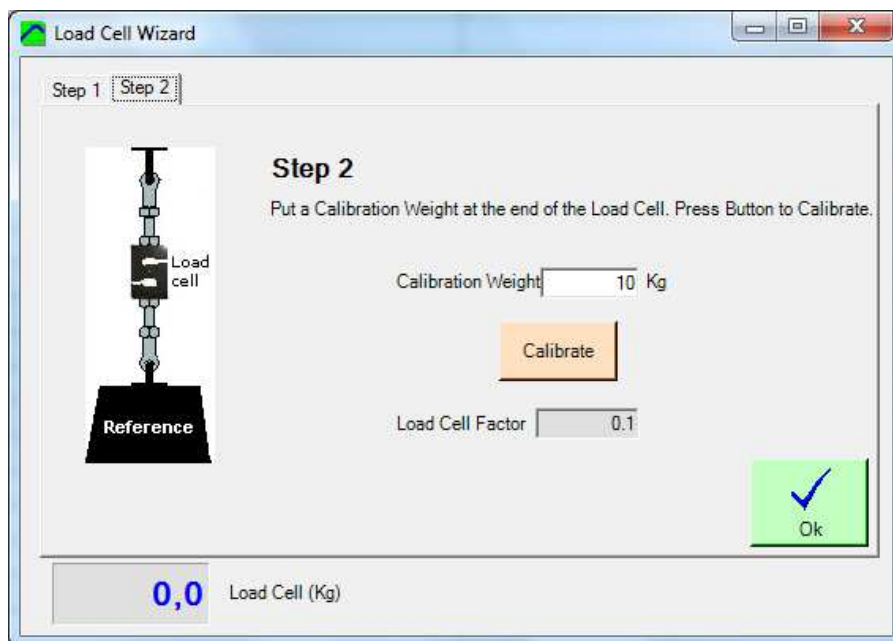 Load Cell Wizard
Step 1 Step 2
Step 2
Put a Calibration Weight at the end of the Load Cell. Press Button to Calibrate.
Load
cell
Calibration Weight 10 Kg
Calibrate
Reference
Load Cell Factor 0.1
Ok
0,0 Load Cell (Kg)